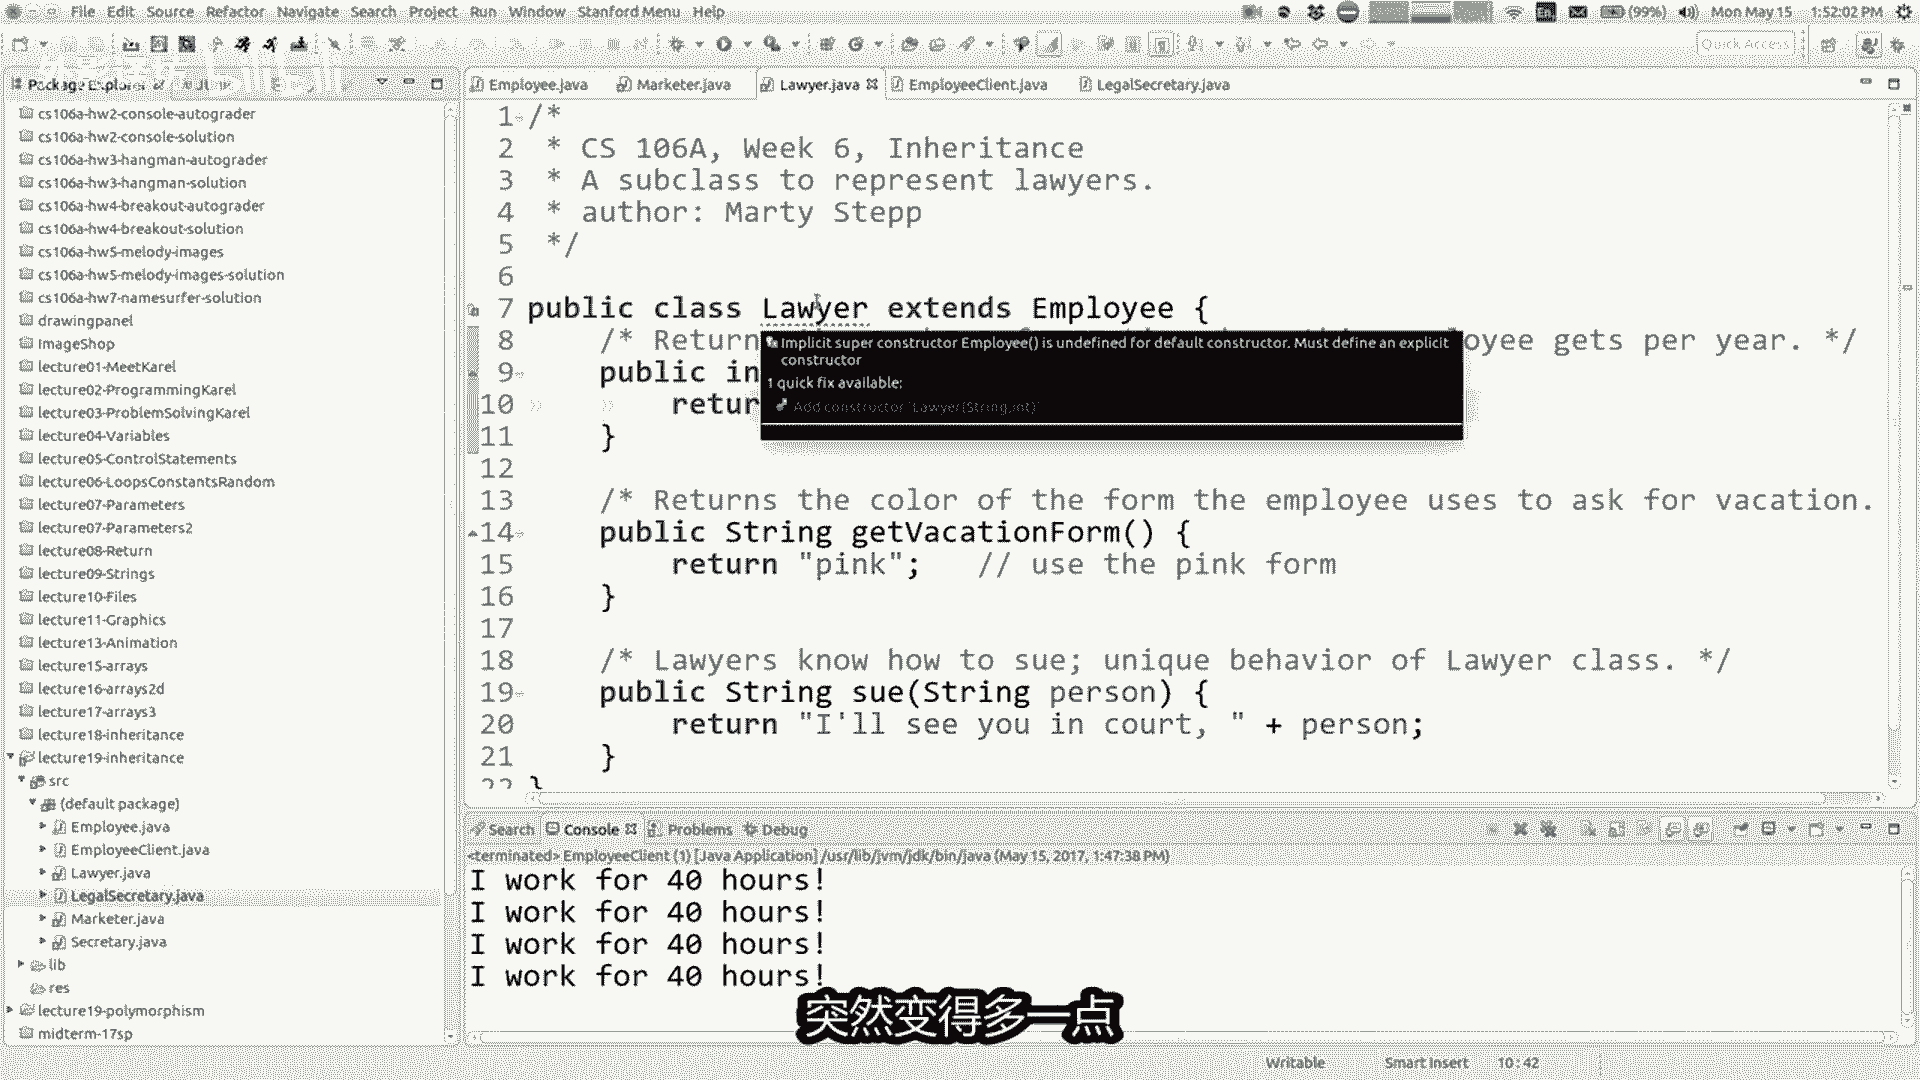 File Edit Source Refactor Navigate Search Project Run Window Stanford Menu Help
(99%) Mon May 15 1:52:02 PM
Quick Access
Package Explorer
Employee.java Marketer.java Lawyer.java EmployeeClient.java LegalSecretary.java
cs106a-hw2-console-autograder
cs106a-hw2-console-solution
cs106a-hw3-hangman-autograder
cs106a-hw3-hangman-solution
cs106a-hw4-breakout-autograder
cs106a-hw4-breakout-solution
cs106a-hw5-melody-images
cs106a-hw5-melody-images-solution
cs106a-hw7-namesurfer-solution
drawingpanel
ImageShop
lecture01-MeetKarel
lecture02-ProgrammingKarel
lecture03-ProblemSolvingKarel
lecture04-Variables
lecture05-ControlStatements
lecture06-LoopsConstantsRandom
lecture07-Parameters
lecture07-Parameters2
lecture08-Return
lecture09-Strings
lecture10-Files
lecture11-Graphics
lecture13-Animation
lecture15-arrays
lecture16-arrays2d
lecture17-arrays3
lecture18-inheritance
lecture19-inheritance
src
(default package)
Employee.java
EmployeeClient.java
Lawyer.java
LegalSecretary.java
Marketer.java
Secretary.java
lib
res
lecture19-polymorphism
midterm-17sp
1 /*
2 * CS 106A, Week 6, Inheritance
3 * A subclass to represent lawyers.
4 * author: Marty Stepp
5 */
6
7 public class Lawyer extends Employee {
8 /* Return oyee gets per year. */
9 public in
10 retur
11 }
12
13 /* Returns the color of the form the employee uses to ask for vacation.
14 public String getVacationForm() {
15 return "pink"; // use the pink form
16 }
17
18 /* Lawyers know how to sue; unique behavior of Lawyer class. */
19 public String sue(String person) {
20 return "I'll see you in court, " + person;
21 }
22 }
Implicit super constructor Employee() is undefined for default constructor. Must define an explicit
constructor
1 quick fix available:
Add constructor 'Lawyer(String,int)'
Search Console Problems Debug
<terminated> EmployeeClient (1) [Java Application] /usr/lib/jvm/jdk/bin/java (May 15, 2017, 1:47:38 PM)
I work for 40 hours!
I work for 40 hours!
I work for 40 hours!
I work for 40 hours!
突然变得多一点
Writable Smart Insert 10:42